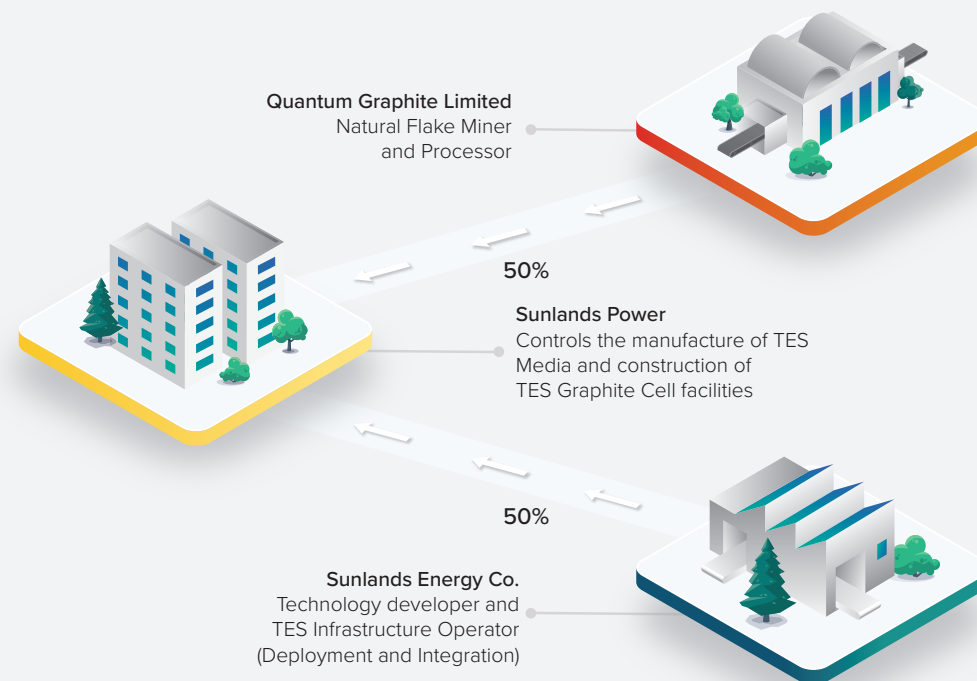 Quantum Graphite Limited
Natural Flake Miner
and Processor
50%
Sunlands Power
Controls the manufacture of TES
Media and construction of
TES Graphite Cell facilities
50%
Sunlands Energy Co.
Technology developer and
TES Infrastructure Operator
(Deployment and Integration)